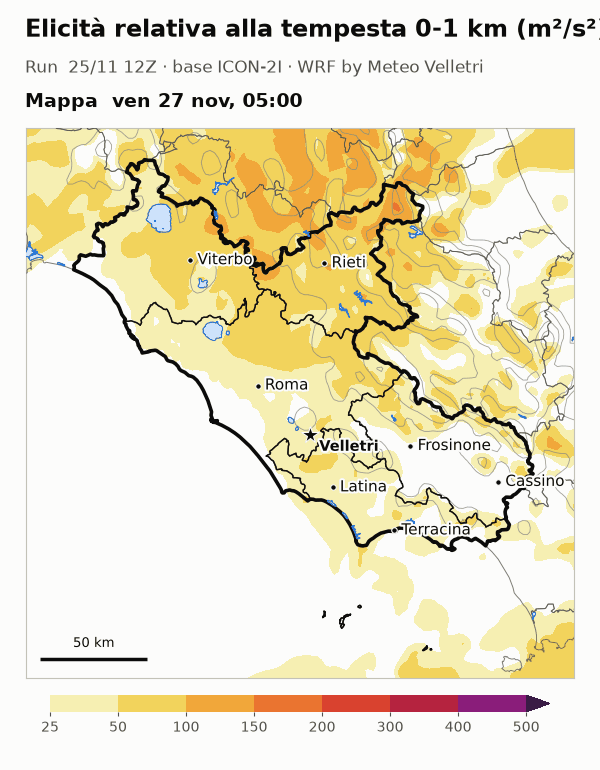 Elicità relativa alla tempesta 0-1 km (m²/s²)
Run  25/11 12Z · base ICON-2I · WRF by Meteo Velletri
Mappa  ven 27 nov, 05:00
Viterbo
Rieti
Roma
Velletri
Frosinone
Cassino
Latina
Terracina
50 km
25 50 100 150 200 300 400 500